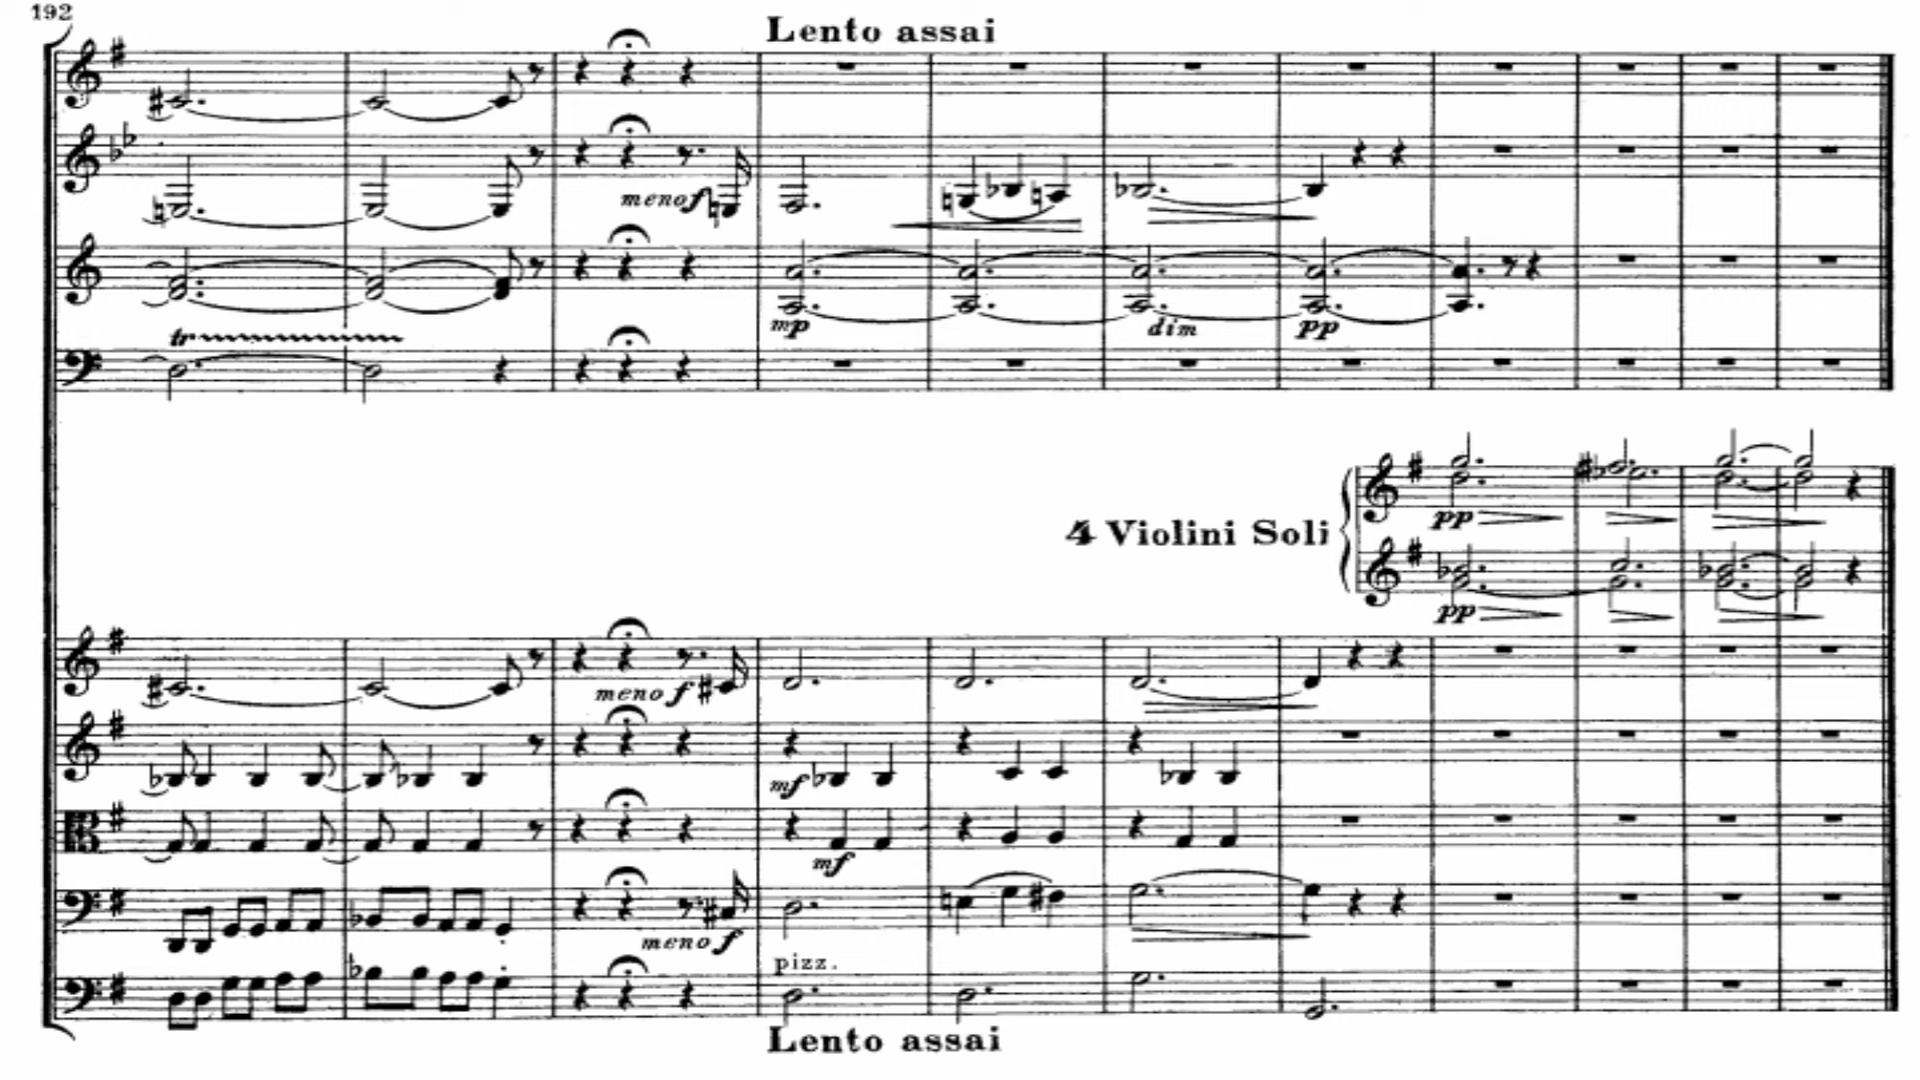 192
Lento assai
meno f
mp
dim
pp
tr
4 Violini Soli
pp
pp
meno f
mf
mf
meno f
pizz.
Lento assai